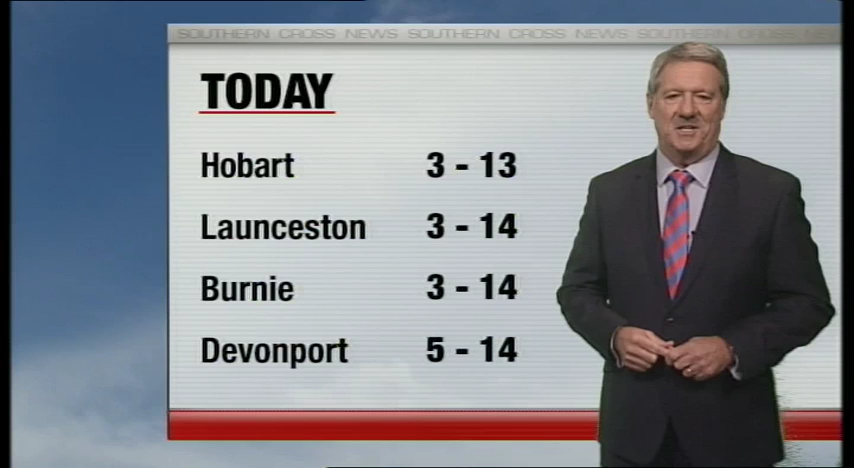 SOUTHERN CROSS NEWS SOUTHERN CROSS NEWS SOUTHERN CROSS NEWS
TODAY
Hobart 3 - 13
Launceston 3 - 14
Burnie 3 - 14
Devonport 5 - 14